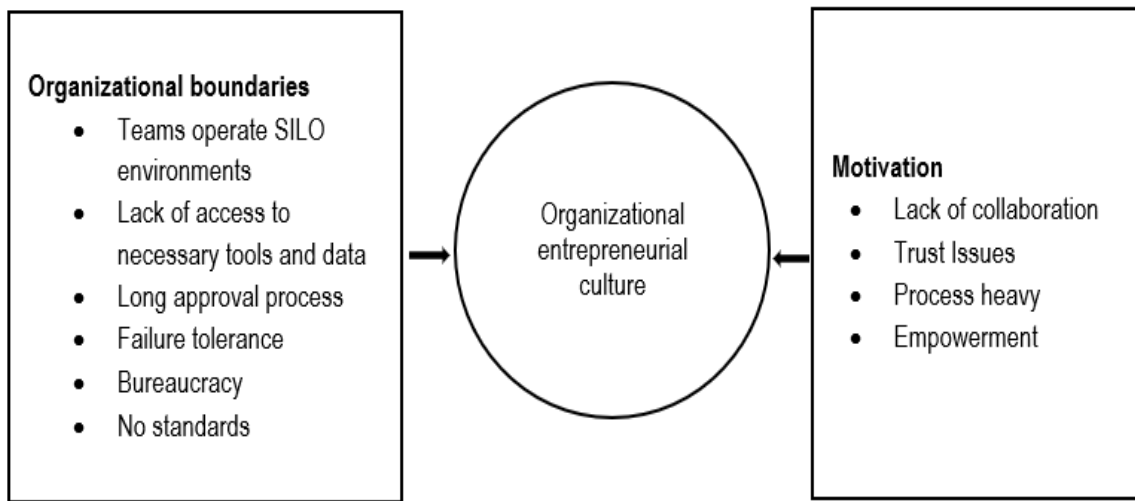 Organizational boundaries
• Teams operate SILO
environments
• Lack of access to
necessary tools and data
• Long approval process
• Failure tolerance
• Bureaucracy
• No standards
Organizational
entrepreneurial
culture
Motivation
• Lack of collaboration
• Trust Issues
• Process heavy
• Empowerment